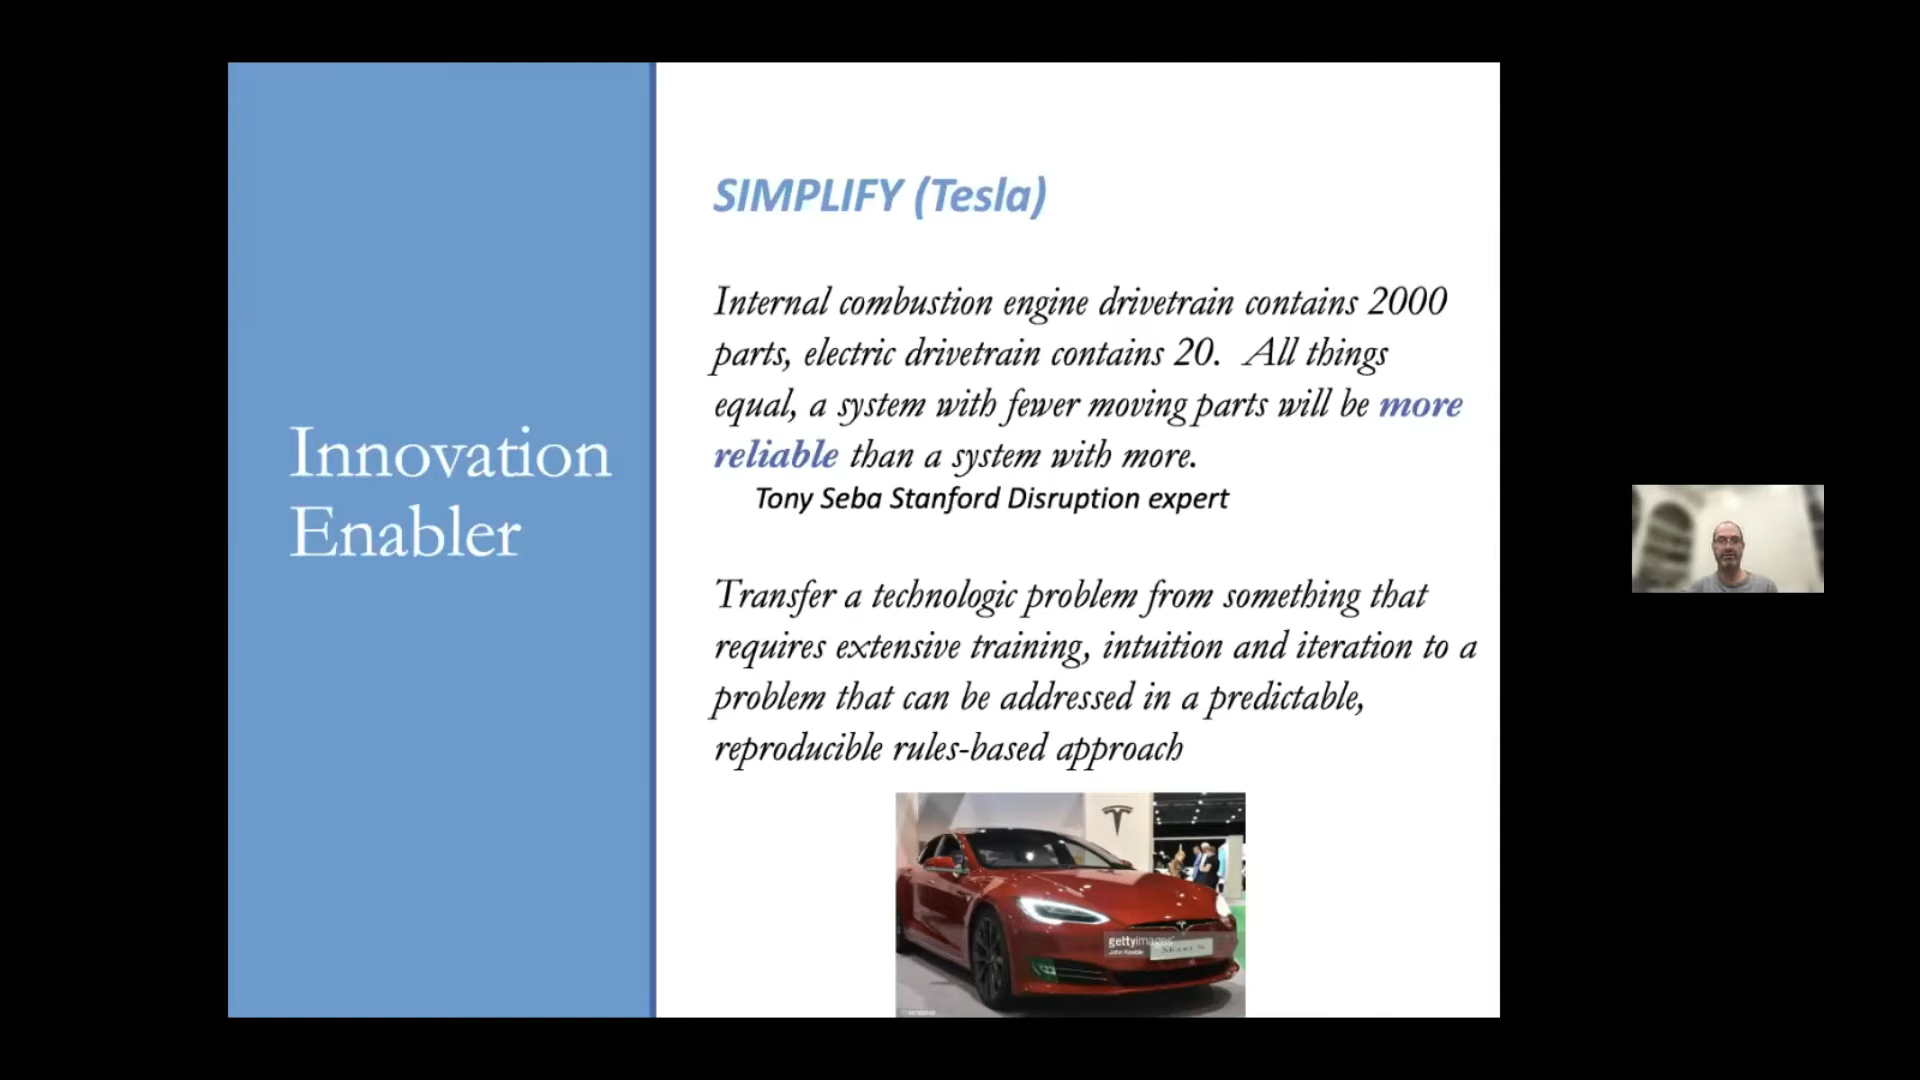 Innovation
Enabler
SIMPLIFY (Tesla)
Internal combustion engine drivetrain contains 2000
parts, electric drivetrain contains 20.  All things
equal, a system with fewer moving parts will be more
reliable than a system with more.
Tony Seba Stanford Disruption expert
Transfer a technologic problem from something that
requires extensive training, intuition and iteration to a
problem that can be addressed in a predictable,
reproducible rules-based approach
gettyimages